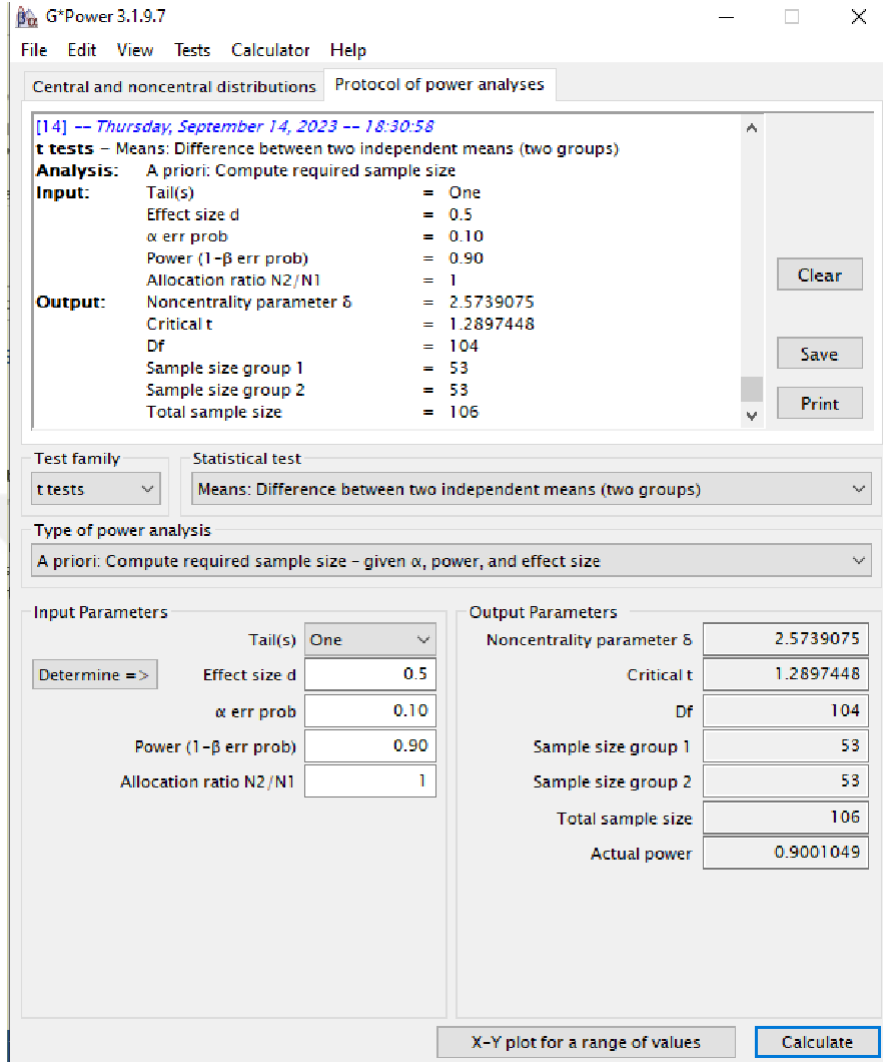 G*Power 3.1.9.7
File Edit View Tests Calculator Help
Central and noncentral distributions Protocol of power analyses
[14] -- Thursday, September 14, 2023 -- 18:30:58
t tests – Means: Difference between two independent means (two groups)
Analysis: A priori: Compute required sample size
Input: Tail(s) = One
Effect size d = 0.5
α err prob = 0.10
Power (1-β err prob) = 0.90
Allocation ratio N2/N1 = 1
Output: Noncentrality parameter δ = 2.5739075
Critical t = 1.2897448
Df = 104
Sample size group 1 = 53
Sample size group 2 = 53
Total sample size = 106
Clear
Save
Print
Test family Statistical test
t tests Means: Difference between two independent means (two groups)
Type of power analysis
A priori: Compute required sample size – given α, power, and effect size
Input Parameters Output Parameters
Tail(s) One Noncentrality parameter δ 2.5739075
Determine => Effect size d 0.5 Critical t 1.2897448
α err prob 0.10 Df 104
Power (1-β err prob) 0.90 Sample size group 1 53
Allocation ratio N2/N1 1 Sample size group 2 53
Total sample size 106
Actual power 0.9001049
X-Y plot for a range of values Calculate